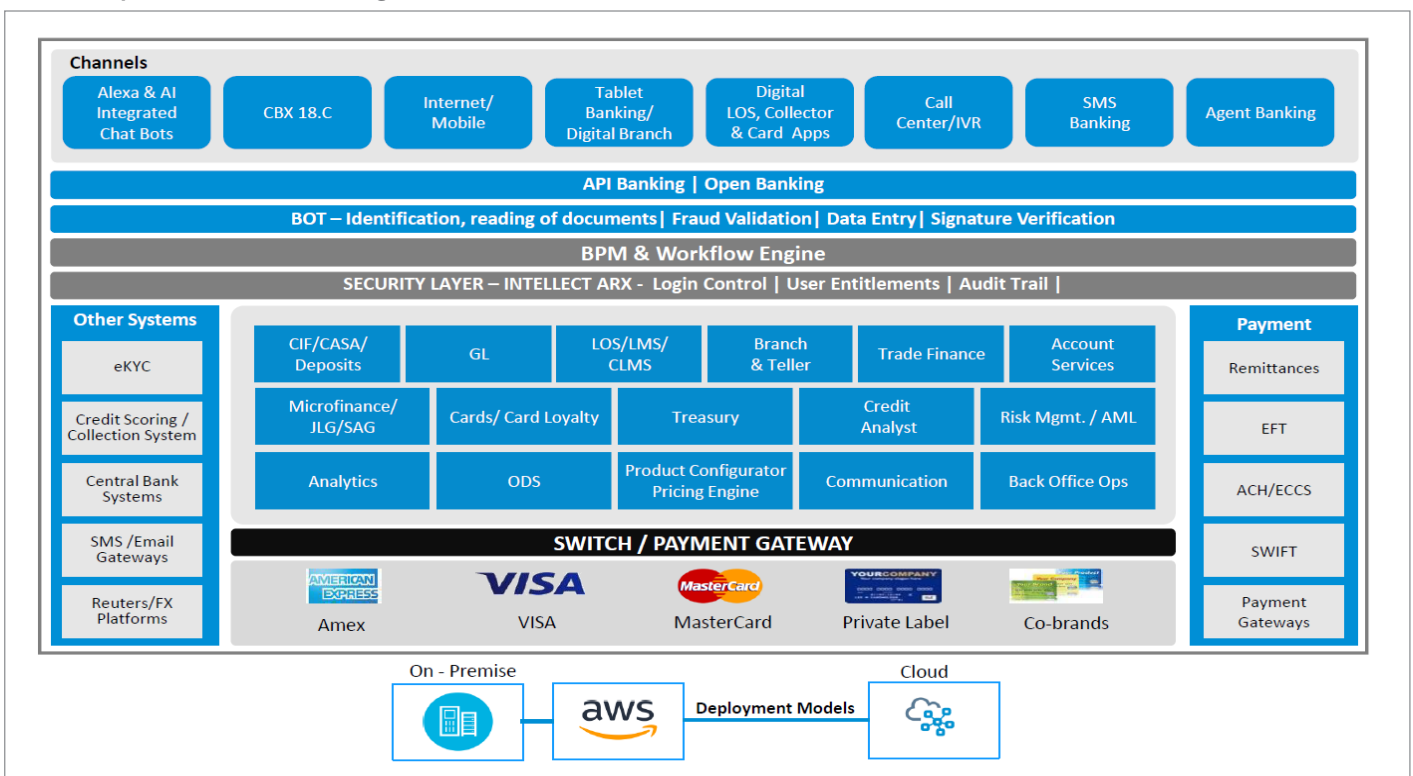 Channels
Alexa & AI
Integrated
Chat Bots
CBX 18.C
Internet/
Mobile
Tablet
Banking/
Digital Branch
Digital
LOS, Collector
& Card Apps
Call
Center/IVR
SMS
Banking
Agent Banking
API Banking | Open Banking
BOT – Identification, reading of documents| Fraud Validation| Data Entry| Signature Verification
BPM & Workflow Engine
SECURITY LAYER – INTELLECT ARX - Login Control | User Entitlements | Audit Trail |
Other Systems
eKYC
Credit Scoring /
Collection System
Central Bank
Systems
SMS /Email
Gateways
Reuters/FX
Platforms
CIF/CASA/
Deposits
GL
LOS/LMS/
CLMS
Branch
& Teller
Trade Finance
Account
Services
Microfinance/
JLG/SAG
Cards/ Card Loyalty
Treasury
Credit
Analyst
Risk Mgmt. / AML
Analytics
ODS
Product Configurator
Pricing Engine
Communication
Back Office Ops
SWITCH / PAYMENT GATEWAY
AMERICAN
EXPRESS
Amex
VISA
VISA
MasterCard
MasterCard
YOURCOMPANY
Private Label
Co-brands
Payment
Remittances
EFT
ACH/ECCS
SWIFT
Payment
Gateways
On - Premise
aws
Deployment Models
Cloud